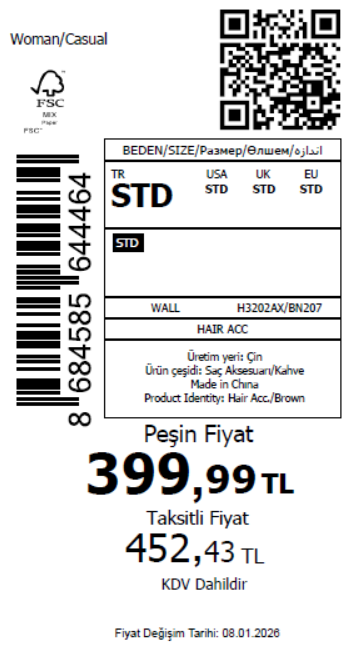 Woman/Casual
FSC
MIX
Paper
FSC™
8 684585 644464
BEDEN/SIZE/Размер/Өлшем/اندازه
TR USA UK EU
STD STD STD STD
STD
WALL H3202AX/BN207
HAIR ACC
Üretim yeri: Çin
Ürün çeşidi: Saç Aksesuarı/Kahve
Made in China
Product Identity: Hair Acc./Brown
Peşin Fiyat
399,99 TL
Taksitli Fiyat
452,43 TL
KDV Dahildir
Fiyat Değişim Tarihi: 08.01.2026